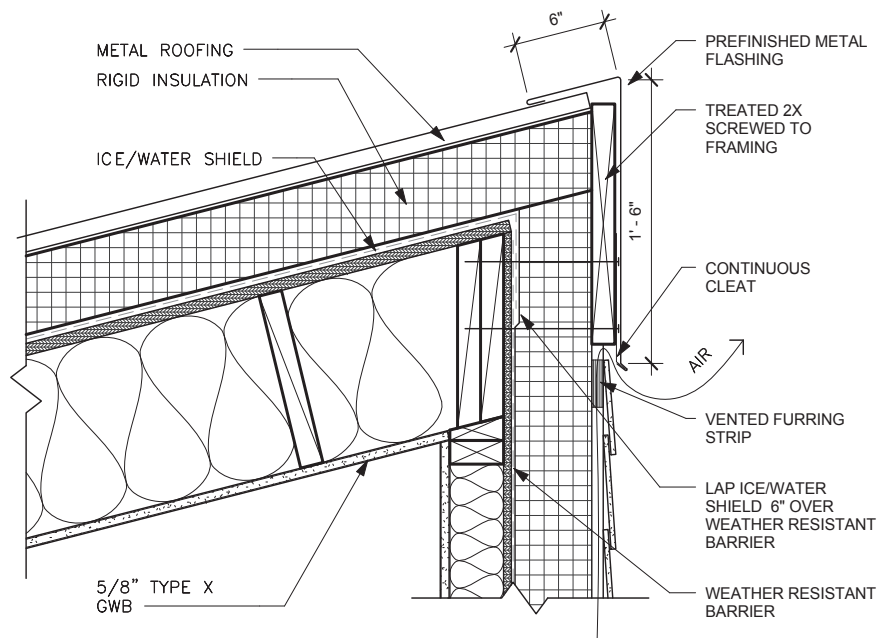 METAL ROOFING
RIGID INSULATION
ICE/WATER SHIELD
5/8" TYPE X
GWB
6"
PREFINISHED METAL
FLASHING
TREATED 2X
SCREWED TO
FRAMING
1' - 6"
CONTINUOUS
CLEAT
AIR
VENTED FURRING
STRIP
LAP ICE/WATER
SHIELD 6" OVER
WEATHER RESISTANT
BARRIER
WEATHER RESISTANT
BARRIER